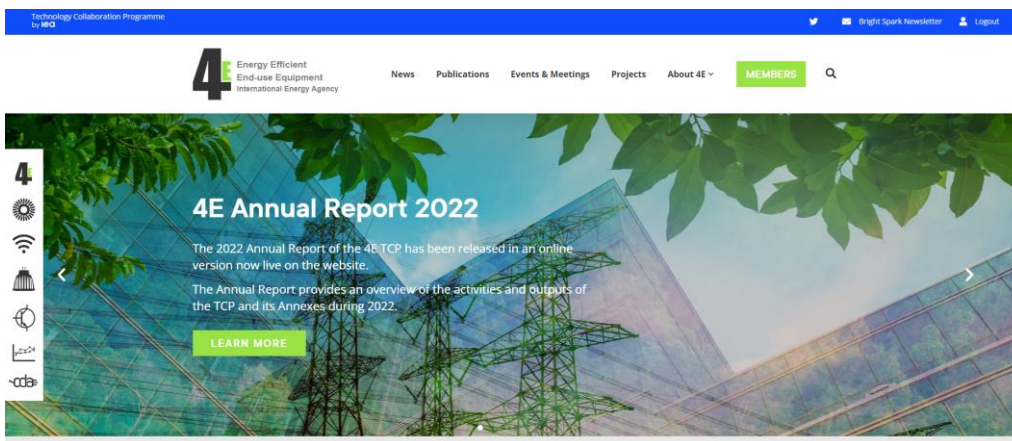 Technology Collaboration Programme
by iea
Bright Spark Newsletter
Logout
4E
Energy Efficient
End-use Equipment
International Energy Agency
News
Publications
Events & Meetings
Projects
About 4E
MEMBERS
4E
4E Annual Report 2022
The 2022 Annual Report of the 4E TCP has been released in an online
version now live on the website.
The Annual Report provides an overview of the activities and outputs of
the TCP and its Annexes during 2022.
LEARN MORE